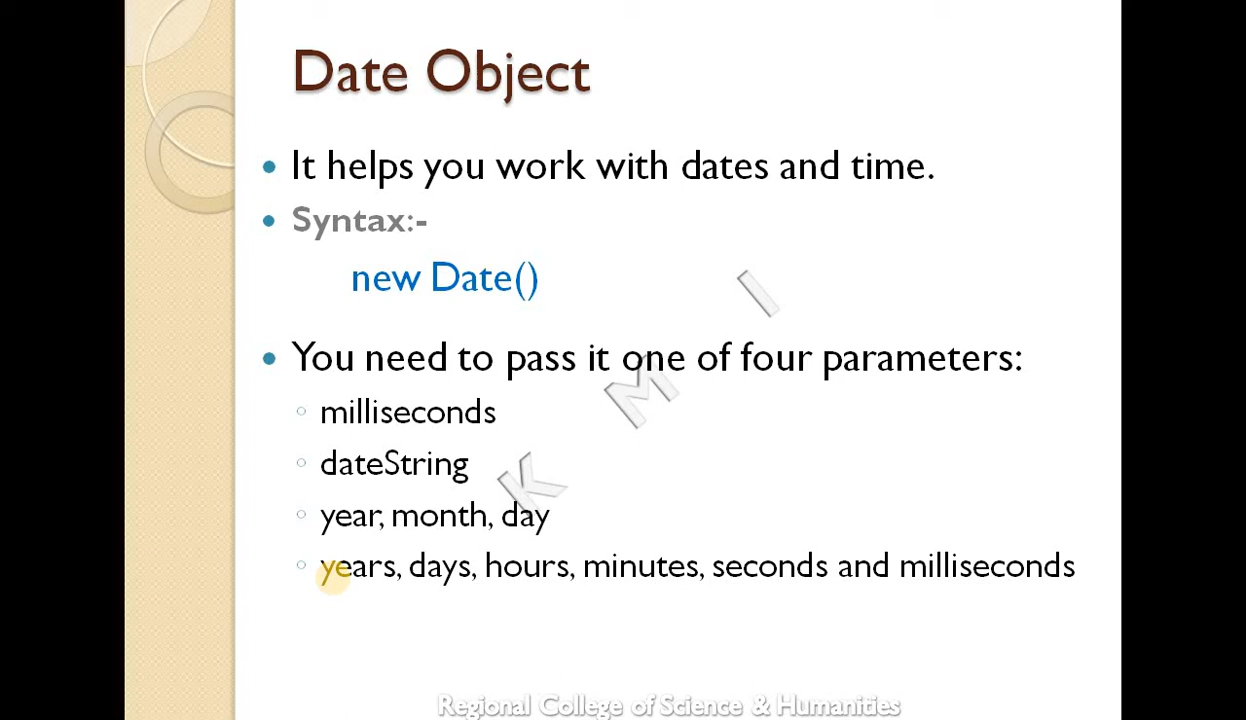 Date Object
It helps you work with dates and time.
Syntax:-
new Date()
You need to pass it one of four parameters:
milliseconds
dateString
year, month, day
years, days, hours, minutes, seconds and milliseconds
K M I
Regional College of Science & Humanities